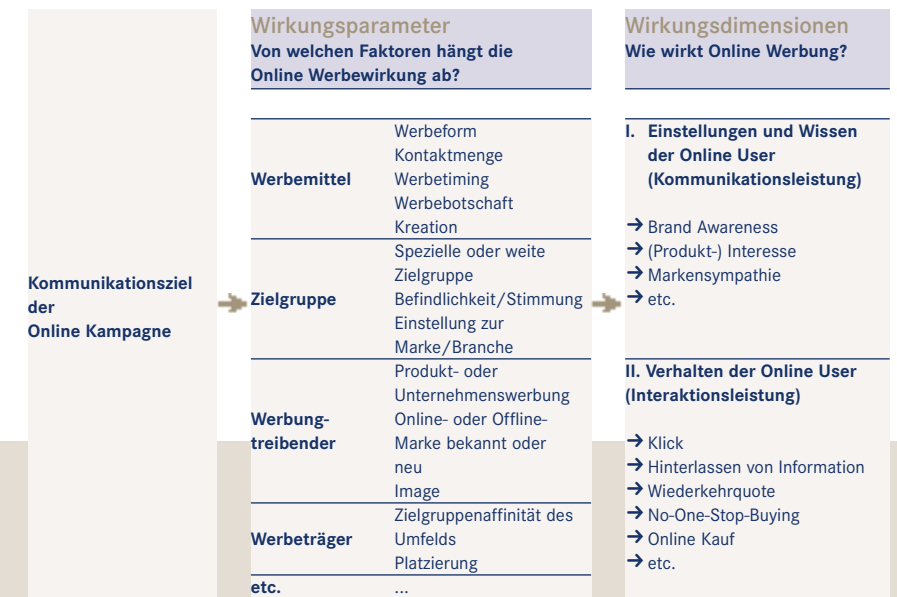 Kommunikationsziel
der
Online Kampagne
Wirkungsparameter
Von welchen Faktoren hängt die
Online Werbewirkung ab?
Werbemittel
Werbeform
Kontaktmenge
Werbetiming
Werbebotschaft
Kreation
Zielgruppe
Spezielle oder weite
Zielgruppe
Befindlichkeit/Stimmung
Einstellung zur
Marke/Branche
Werbung-
treibender
Produkt- oder
Unternehmenswerbung
Online- oder Offline-
Marke bekannt oder
neu
Image
Werbeträger
Zielgruppenaffinität des
Umfelds
Platzierung
etc.
...
Wirkungsdimensionen
Wie wirkt Online Werbung?
I. Einstellungen und Wissen
der Online User
(Kommunikationsleistung)
→ Brand Awareness
→ (Produkt-) Interesse
→ Markensympathie
→ etc.
II. Verhalten der Online User
(Interaktionsleistung)
→ Klick
→ Hinterlassen von Information
→ Wiederkehrquote
→ No-One-Stop-Buying
→ Online Kauf
→ etc.